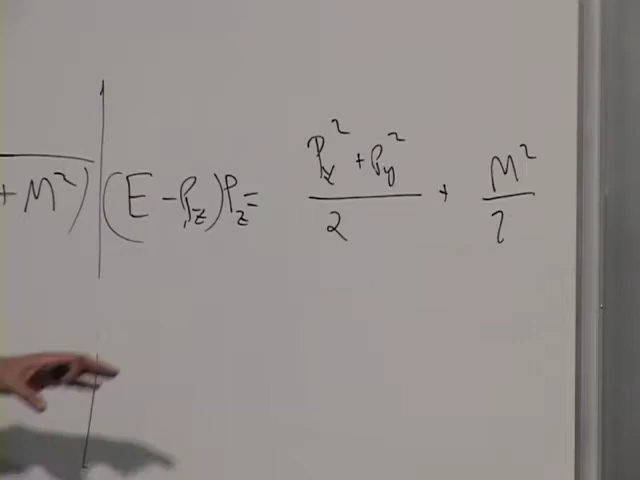 + M²) (E - P_z)P_z = (P_x² + P_y²)/2 + M²/2